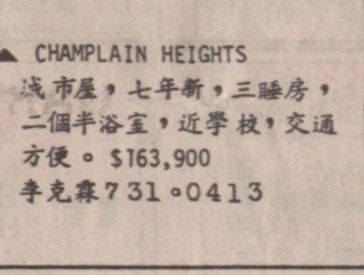 ▲ CHAMPLAIN HEIGHTS
浅市屋，七年新，三睡房，
二個半浴室，近學校，交通
方便。$163,900
李克霖731。0413